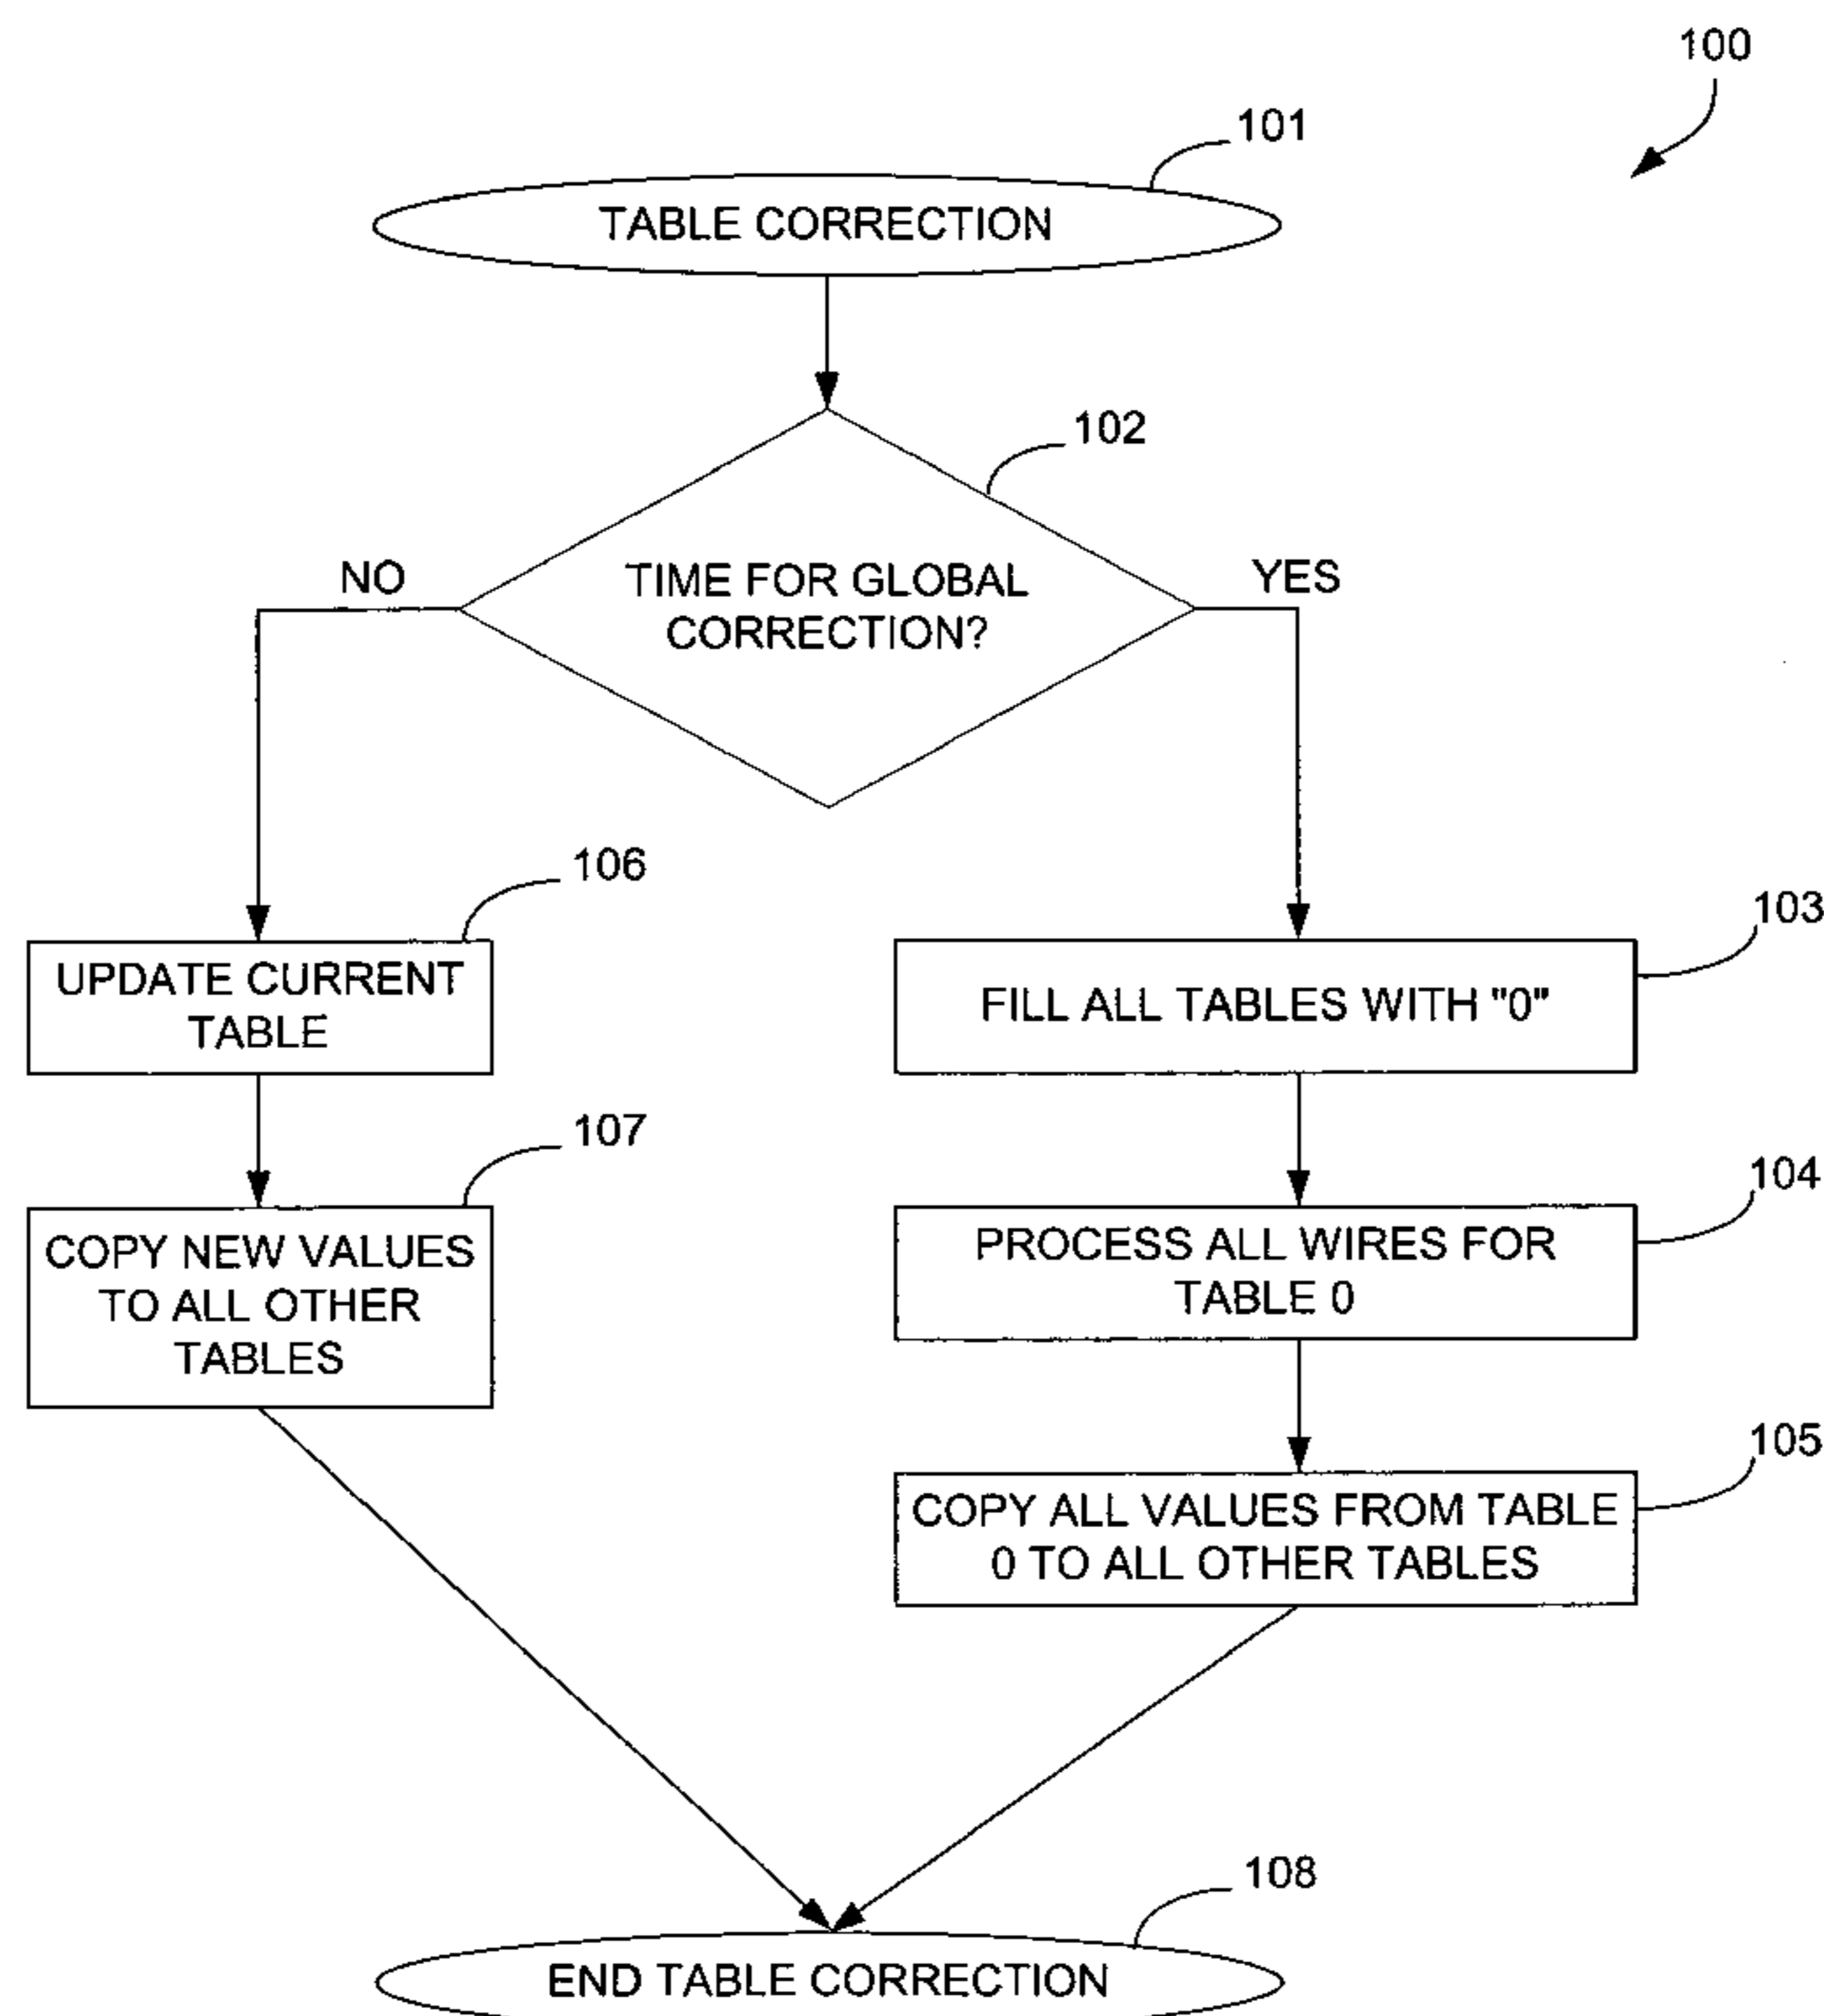 100
101
TABLE CORRECTION
102
NO
TIME FOR GLOBAL
CORRECTION?
YES
106
UPDATE CURRENT
TABLE
103
FILL ALL TABLES WITH "0"
107
COPY NEW VALUES
TO ALL OTHER
TABLES
104
PROCESS ALL WIRES FOR
TABLE 0
105
COPY ALL VALUES FROM TABLE
0 TO ALL OTHER TABLES
108
END TABLE CORRECTION